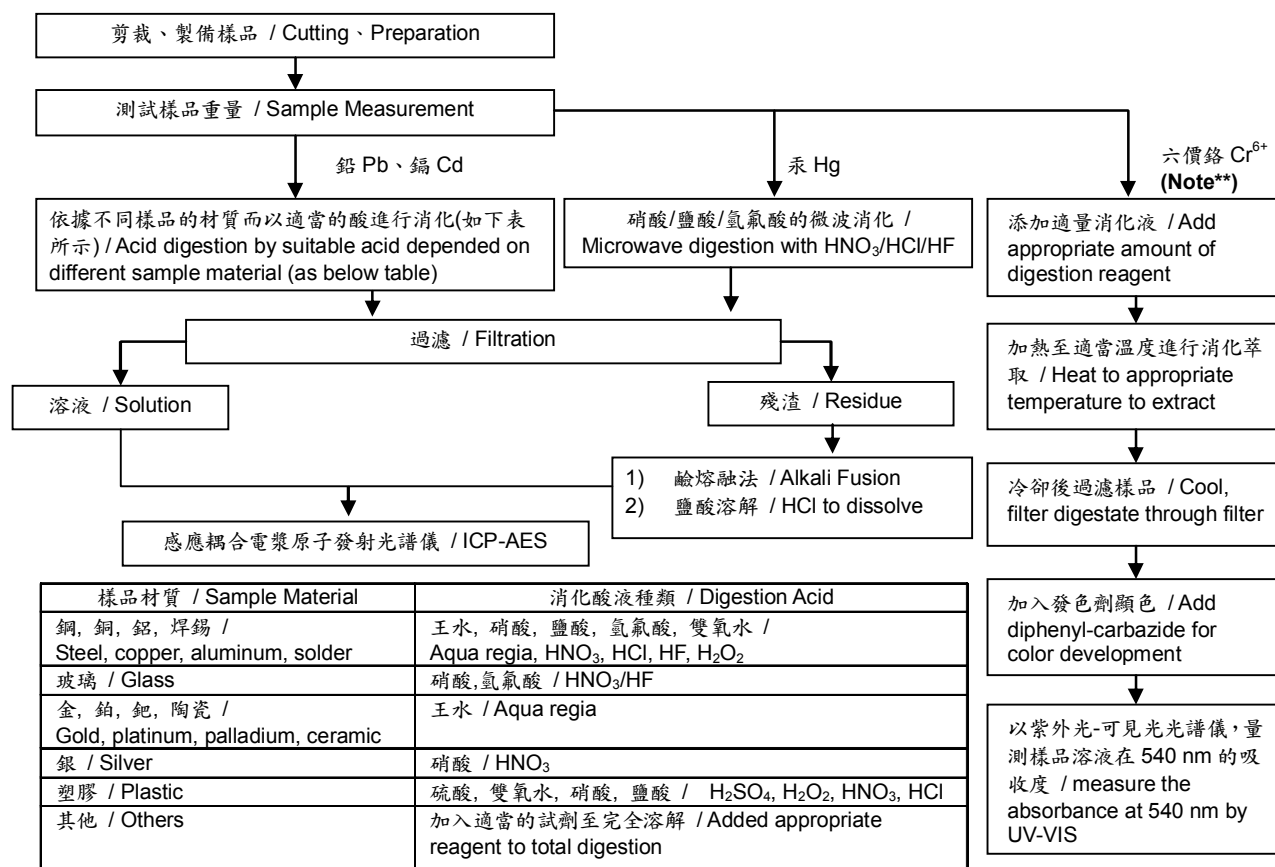 剪裁、製備樣品 / Cutting、Preparation
測試樣品重量 / Sample Measurement
鉛 Pb、鎘 Cd
汞 Hg
六價鉻 Cr⁶⁺
(Note**)
依據不同樣品的材質而以適當的酸進行消化(如下表
所示) / Acid digestion by suitable acid depended on
different sample material (as below table)
硝酸/鹽酸/氫氟酸的微波消化 /
Microwave digestion with HNO₃/HCl/HF
添加適量消化液 / Add
appropriate amount of
digestion reagent
過濾 / Filtration
加熱至適當溫度進行消化萃
取 / Heat to appropriate
temperature to extract
溶液 / Solution
殘渣 / Residue
1) 鹼熔融法 / Alkali Fusion
2) 鹽酸溶解 / HCl to dissolve
冷卻後過濾樣品 / Cool,
filter digestate through filter
感應耦合電漿原子發射光譜儀 / ICP-AES
加入發色劑顯色 / Add
diphenyl-carbazide for
color development
以紫外光-可見光光譜儀,量
測樣品溶液在 540 nm 的吸
收度 / measure the
absorbance at 540 nm by
UV-VIS
樣品材質 / Sample Material
消化酸液種類 / Digestion Acid
鋼, 銅, 鋁, 焊錫 /
Steel, copper, aluminum, solder
王水, 硝酸, 鹽酸, 氫氟酸, 雙氧水 /
Aqua regia, HNO₃, HCl, HF, H₂O₂
玻璃 / Glass
硝酸,氫氟酸 / HNO₃/HF
金, 鉑, 鈀, 陶瓷 /
Gold, platinum, palladium, ceramic
王水 / Aqua regia
銀 / Silver
硝酸 / HNO₃
塑膠 / Plastic
硫酸, 雙氧水, 硝酸, 鹽酸 / H₂SO₄, H₂O₂, HNO₃, HCl
其他 / Others
加入適當的試劑至完全溶解 / Added appropriate
reagent to total digestion